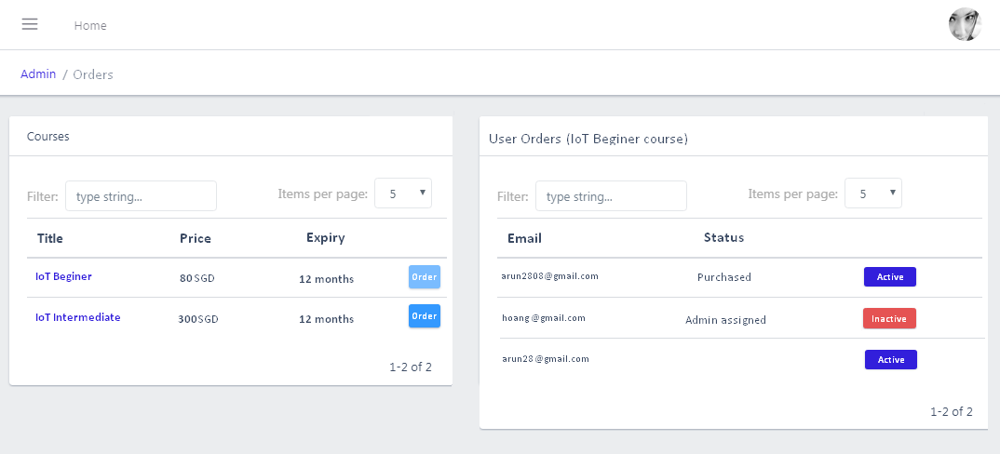 Home
Admin / Orders
Courses
Filter: type string... Items per page: 5
Title Price Expiry
IoT Beginer 80 SGD 12 months Order
IoT Intermediate 300SGD 12 months Order
1-2 of 2
User Orders (IoT Beginer course)
Filter: type string... Items per page: 5
Email Status
arun2808@gmail.com Purchased Active
hoang @gmail.com Admin assigned Inactive
arun28 @gmail.com Active
1-2 of 2